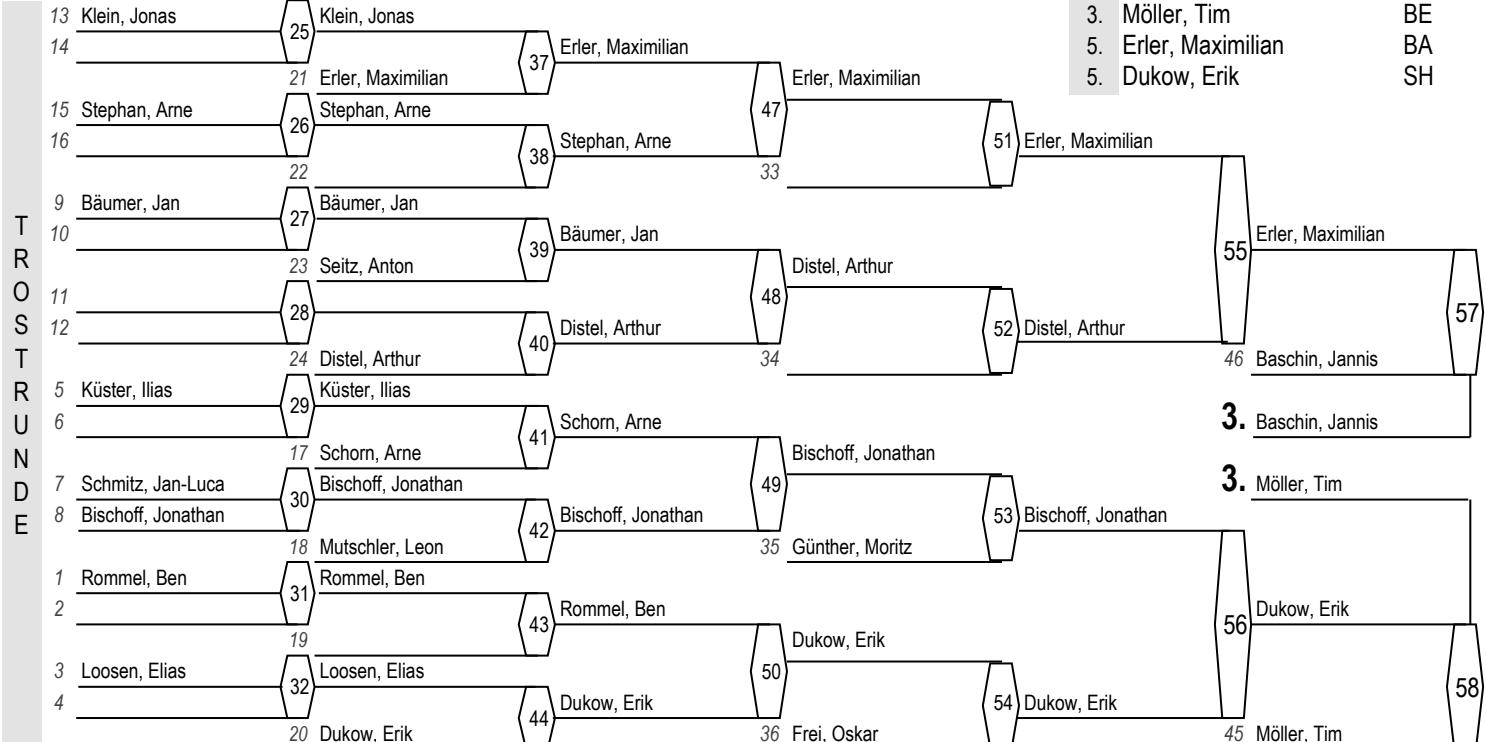 13 Klein, Jonas 25 Klein, Jonas 3. Möller, Tim BE
14 37 Erler, Maximilian 5. Erler, Maximilian BA
21 Erler, Maximilian Erler, Maximilian 5. Dukow, Erik SH
15 Stephan, Arne 26 Stephan, Arne 47
16 38 Stephan, Arne 51 Erler, Maximilian
22 33
9 Bäumer, Jan 27 Bäumer, Jan
10 39 Bäumer, Jan 55 Erler, Maximilian
23 Seitz, Anton Distel, Arthur
11 28 48 57
12 40 Distel, Arthur 52 Distel, Arthur
24 Distel, Arthur 34 46 Baschin, Jannis
5 Küster, Ilias 29 Küster, Ilias
6 41 Schorn, Arne 3. Baschin, Jannis
17 Schorn, Arne Bischoff, Jonathan
7 Schmitz, Jan-Luca 30 Bischoff, Jonathan 49 3. Möller, Tim
8 Bischoff, Jonathan 42 Bischoff, Jonathan 53 Bischoff, Jonathan
18 Mutschler, Leon 35 Günther, Moritz
1 Rommel, Ben 31 Rommel, Ben
2 43 Rommel, Ben 56 Dukow, Erik
19 Dukow, Erik
3 Loosen, Elias 32 Loosen, Elias 50 58
4 44 Dukow, Erik 54 Dukow, Erik
20 Dukow, Erik 36 Frei, Oskar 45 Möller, Tim
TROSTRUNDE